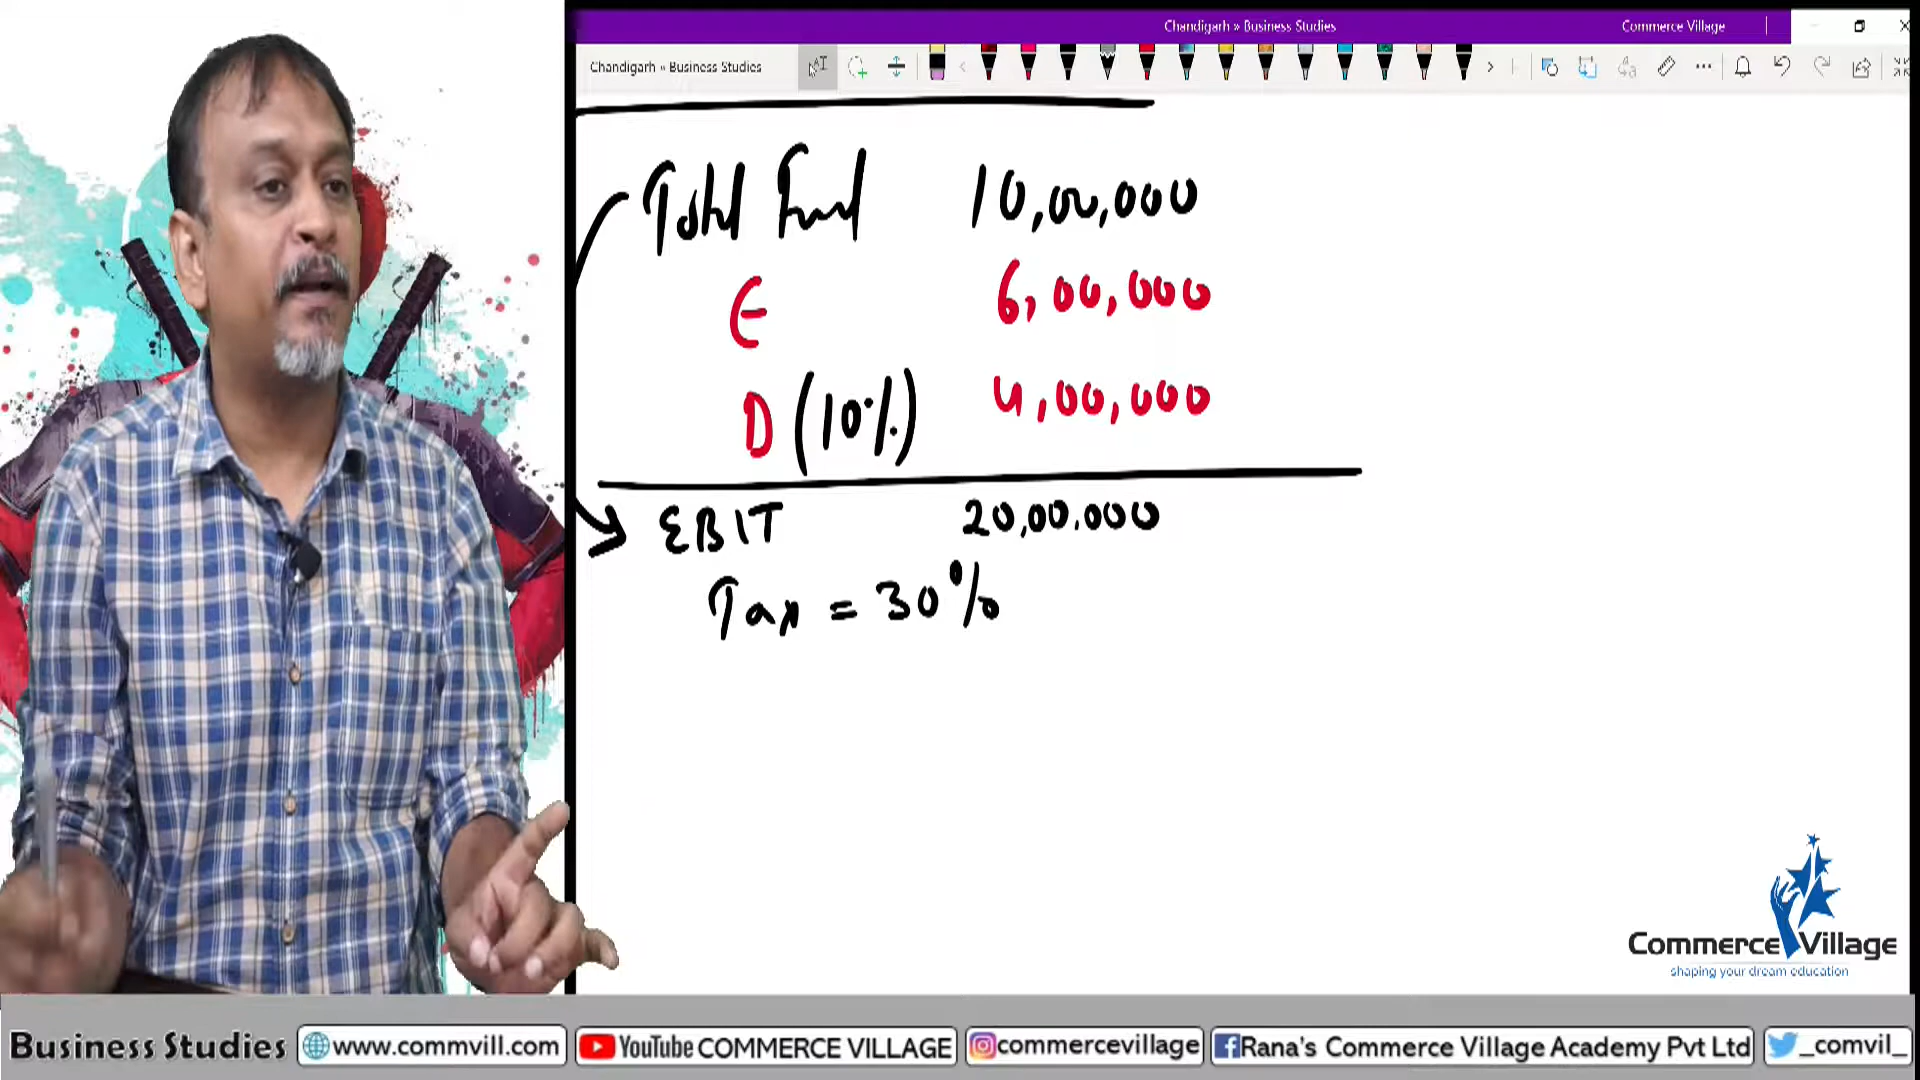 Chandigarh » Business Studies
Commerce Village
Chandigarh » Business Studies
Total Fund 10,00,000
E 6,00,000
D (10%) 4,00,000
EBIT 20,00.000
Tax = 30%
Commerce Village
shaping your dream education
Business Studies
www.commvill.com
YouTube COMMERCE VILLAGE
commercevillage
Rana's Commerce Village Academy Pvt Ltd
_comvil_